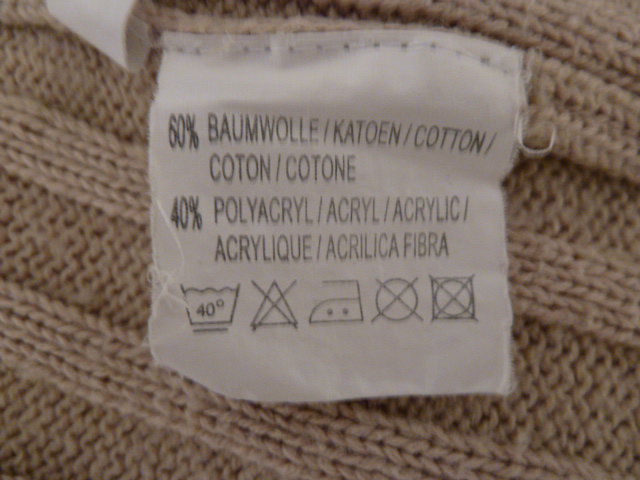 60% BAUMWOLLE / KATOEN / COTTON /
COTON / COTONE
40% POLYACRYL / ACRYL / ACRYLIC /
ACRYLIQUE / ACRILICA FIBRA
40°